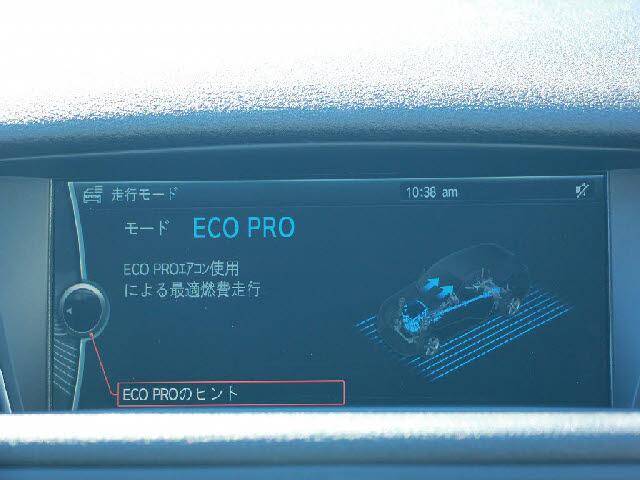 走行モード
10:38 am
モード ECO PRO
ECO PROエアコン使用
による最適燃費走行
ECO PROのヒント